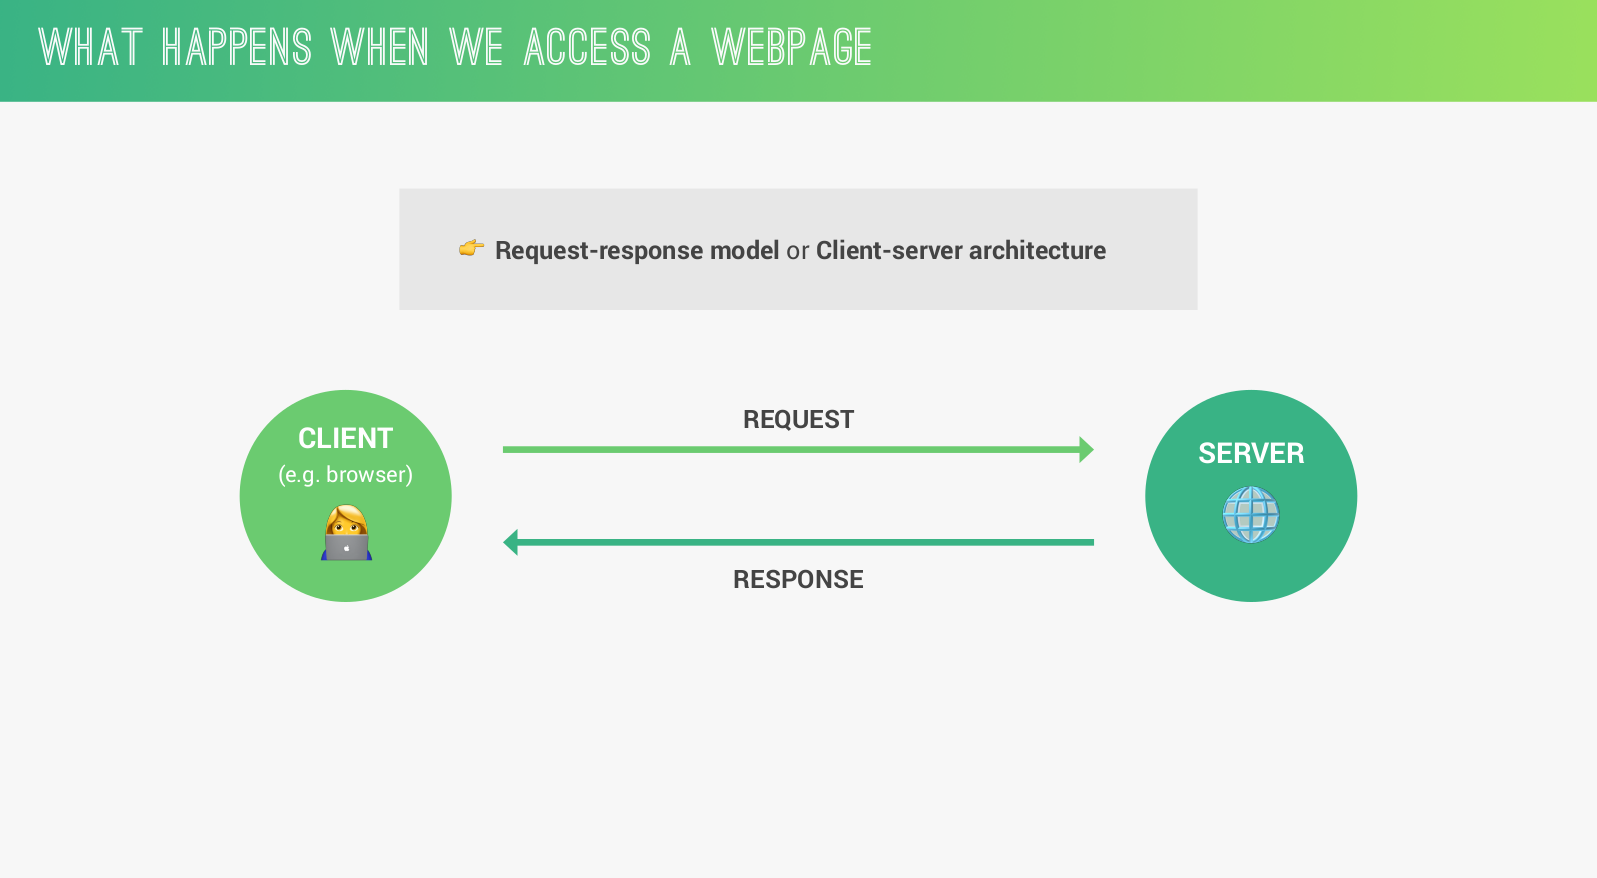 WHAT HAPPENS WHEN WE ACCESS A WEBPAGE
👉 Request-response model or Client-server architecture
CLIENT
(e.g. browser)
REQUEST
RESPONSE
SERVER